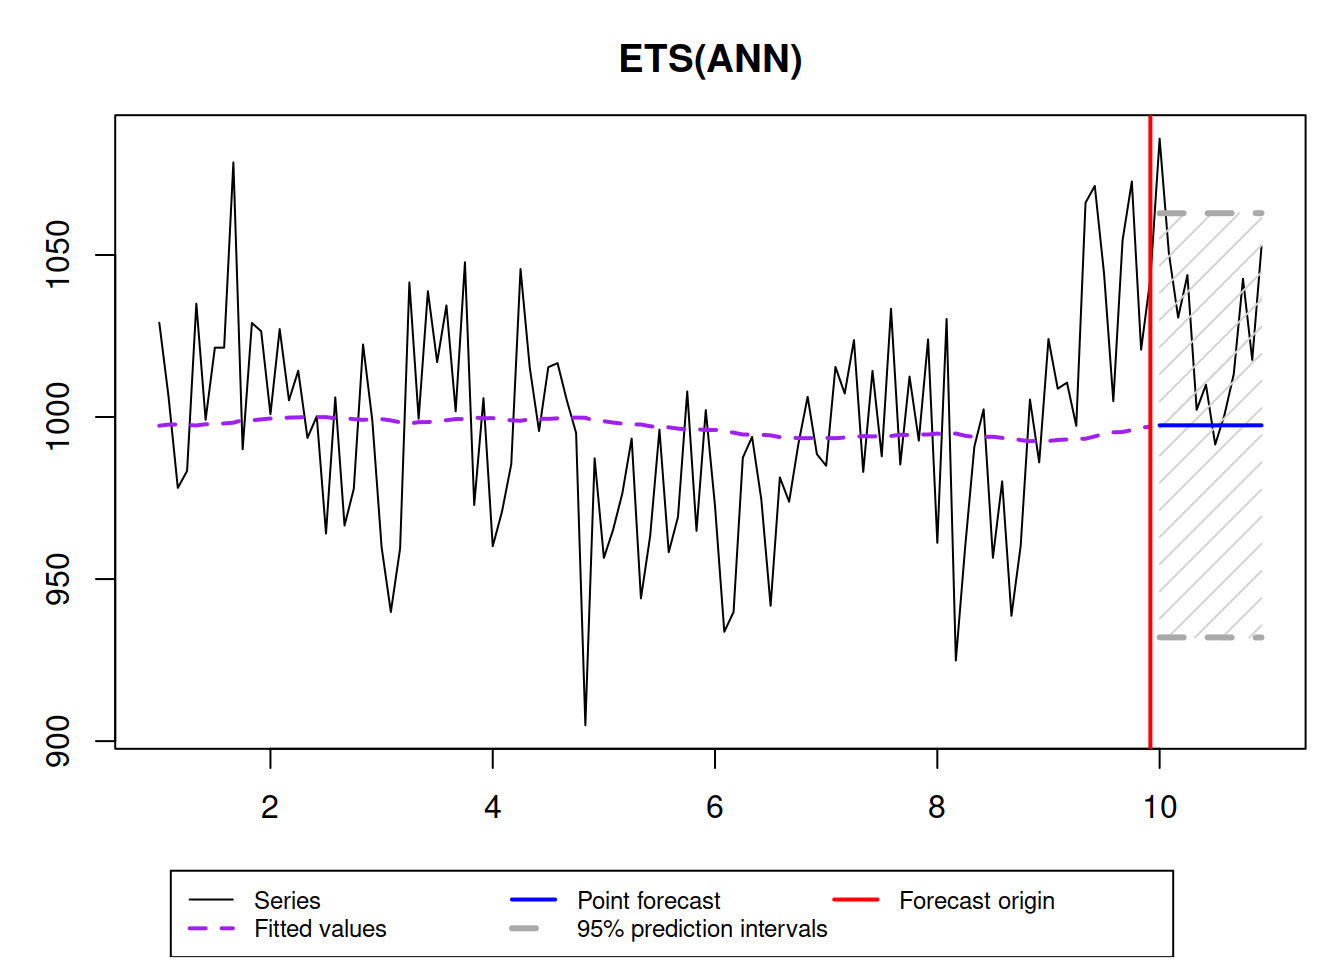 ETS(ANN)
1050
1000
950
900
2 4 6 8 10
Series Point forecast Forecast origin
Fitted values 95% prediction intervals